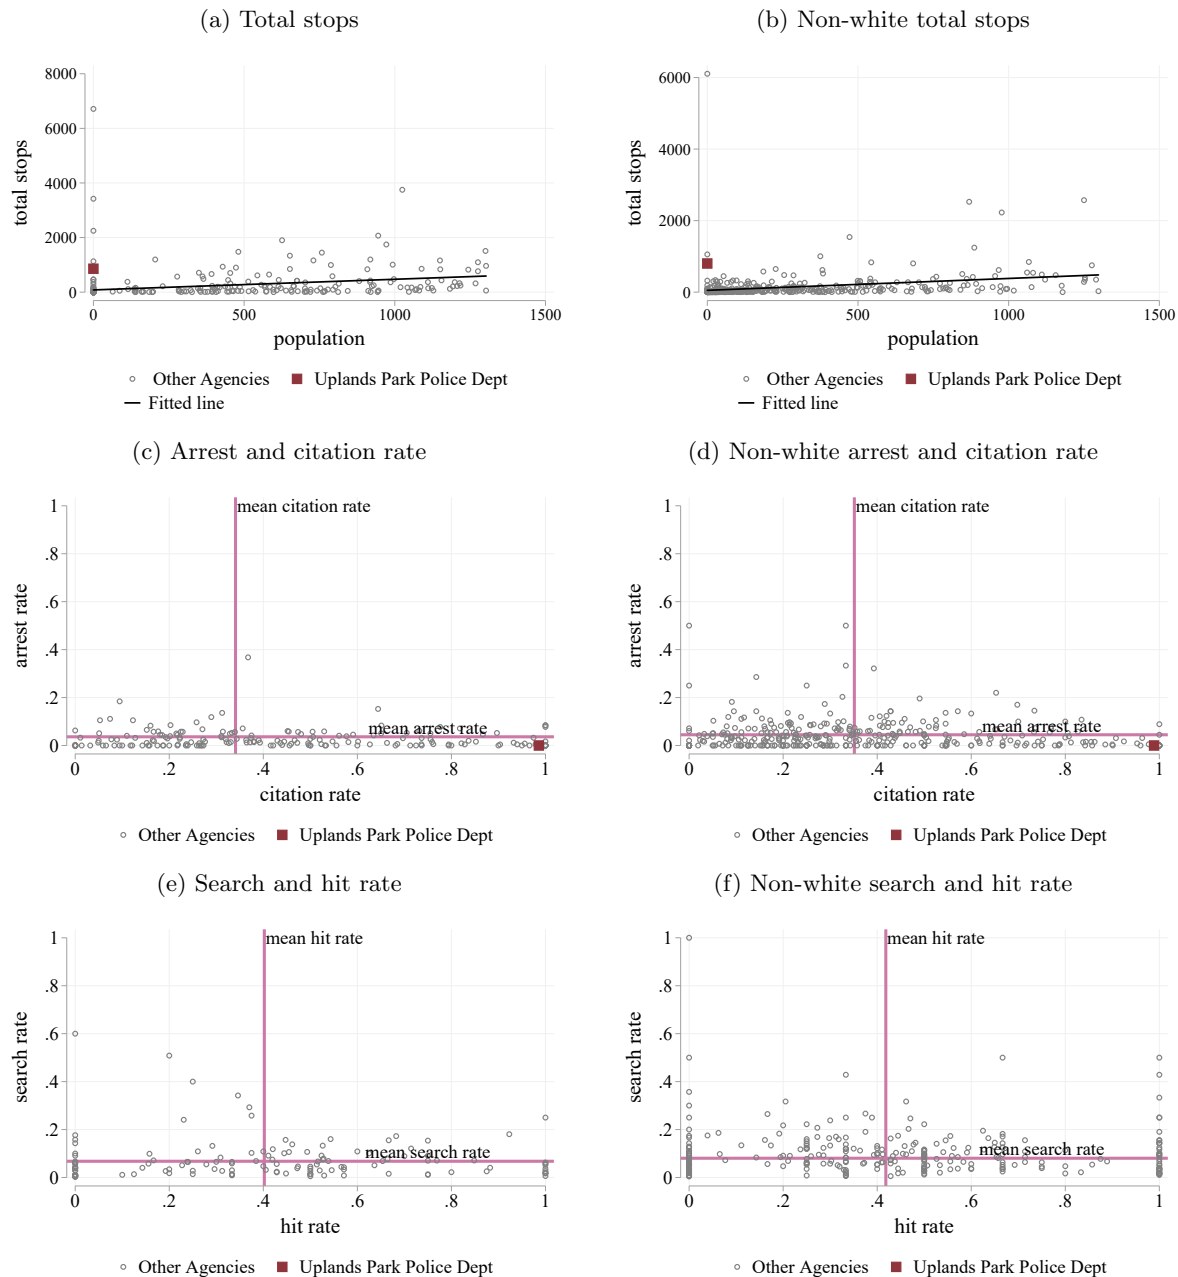 (a) Total stops
(b) Non-white total stops
8000
6000
4000
2000
0
total stops
0 500 1000 1500
population
Other Agencies Uplands Park Police Dept
Fitted line
6000
4000
2000
0
total stops
0 500 1000 1500
population
Other Agencies Uplands Park Police Dept
Fitted line
(c) Arrest and citation rate
(d) Non-white arrest and citation rate
1
.8
.6
.4
.2
0
arrest rate
mean citation rate
mean arrest rate
0 .2 .4 .6 .8 1
citation rate
Other Agencies Uplands Park Police Dept
1
.8
.6
.4
.2
0
arrest rate
mean citation rate
mean arrest rate
0 .2 .4 .6 .8 1
citation rate
Other Agencies Uplands Park Police Dept
(e) Search and hit rate
(f) Non-white search and hit rate
1
.8
.6
.4
.2
0
search rate
mean hit rate
mean search rate
0 .2 .4 .6 .8 1
hit rate
Other Agencies Uplands Park Police Dept
1
.8
.6
.4
.2
0
search rate
mean hit rate
mean search rate
0 .2 .4 .6 .8 1
hit rate
Other Agencies Uplands Park Police Dept